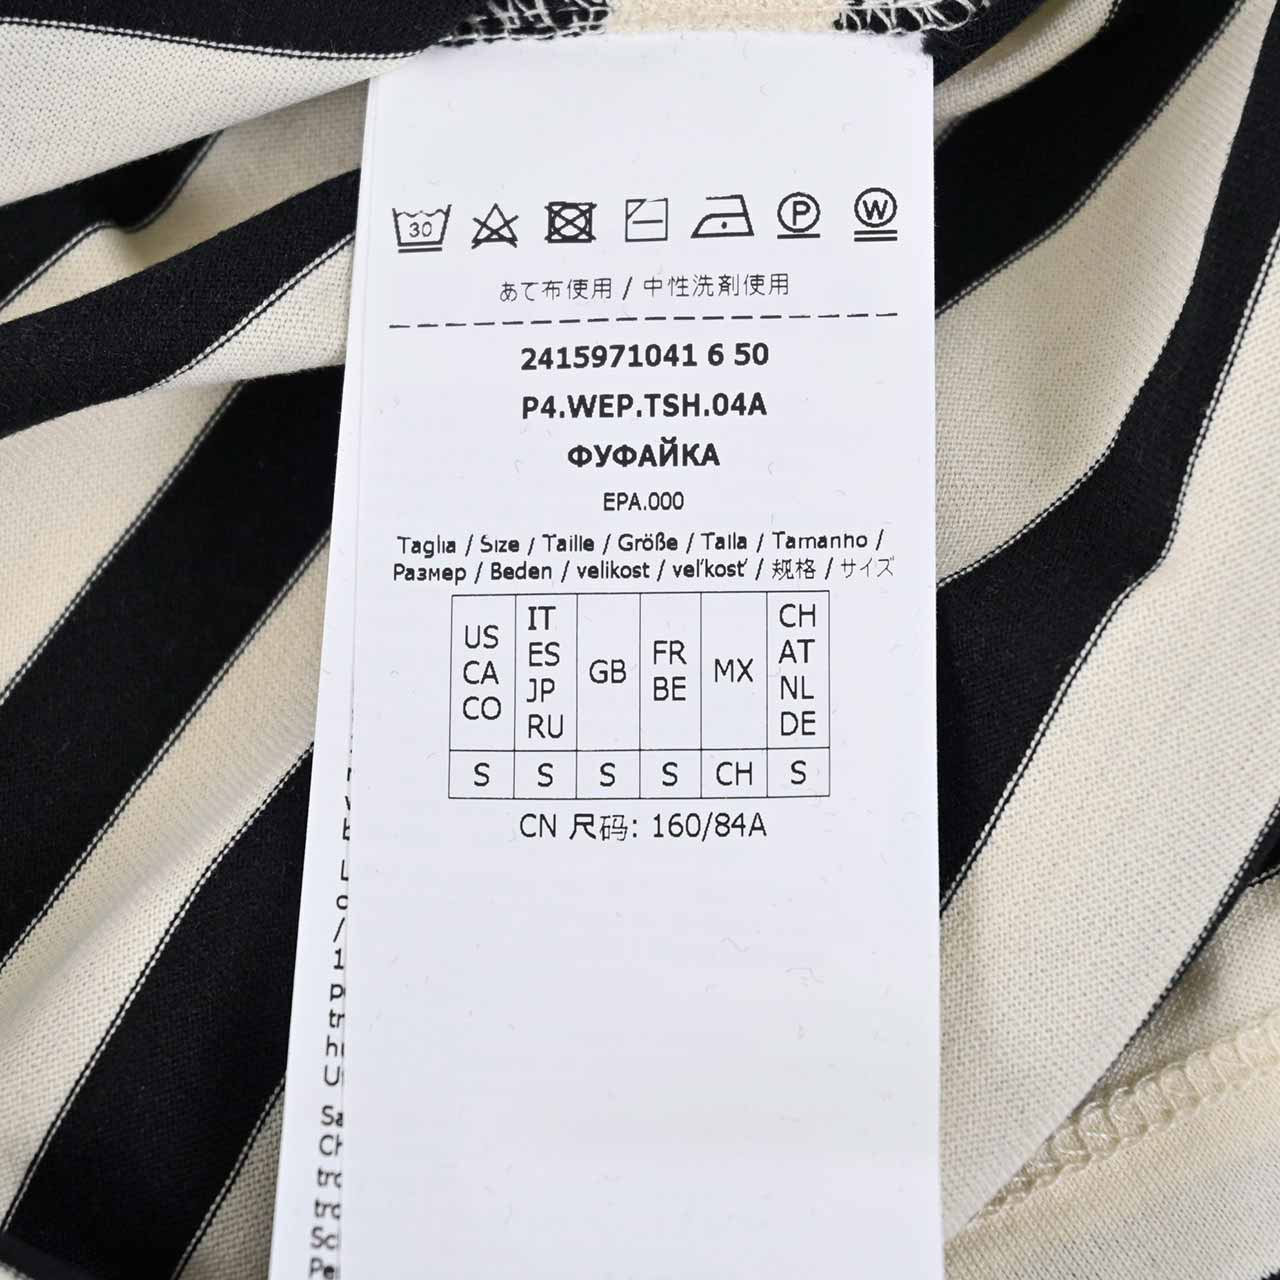 30
P
W
あて布使用 / 中性洗剤使用
2415971041 6 50
P4.WEP.TSH.04A
ФУФАЙКА
EPA.000
Taglia / Size / Taille / Größe / Talla / Tamanho /
Размер / Beden / velikost / veľkosť / 规格 / サイズ
US CA CO
IT ES JP RU
GB
FR BE
MX
CH AT NL DE
S S S S CH S
CN 尺码: 160/84A